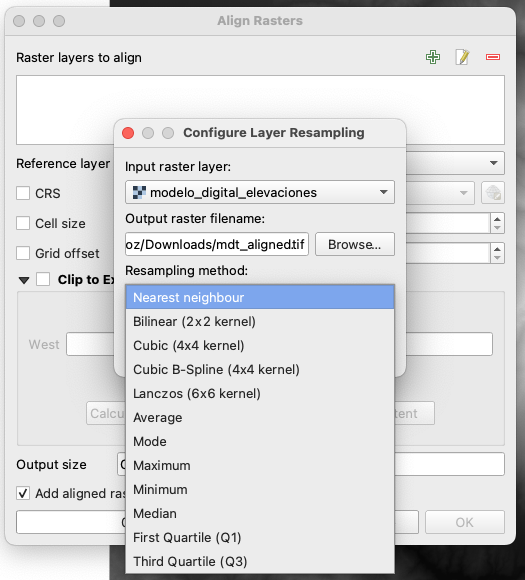 Align Rasters
Raster layers to align
Configure Layer Resampling
Input raster layer:
Reference layer
modelo_digital_elevaciones
CRS
Output raster filename:
Cell size
oz/Downloads/mdt_aligned.tif
Browse...
Grid offset
Resampling method:
Clip to Ex
Nearest neighbour
Bilinear (2x2 kernel)
West
Cubic (4x4 kernel)
Cubic B-Spline (4x4 kernel)
Lanczos (6x6 kernel)
Calcu
tent
Average
Mode
Output size
Maximum
Add aligned ras
Minimum
Median
OK
First Quartile (Q1)
Third Quartile (Q3)